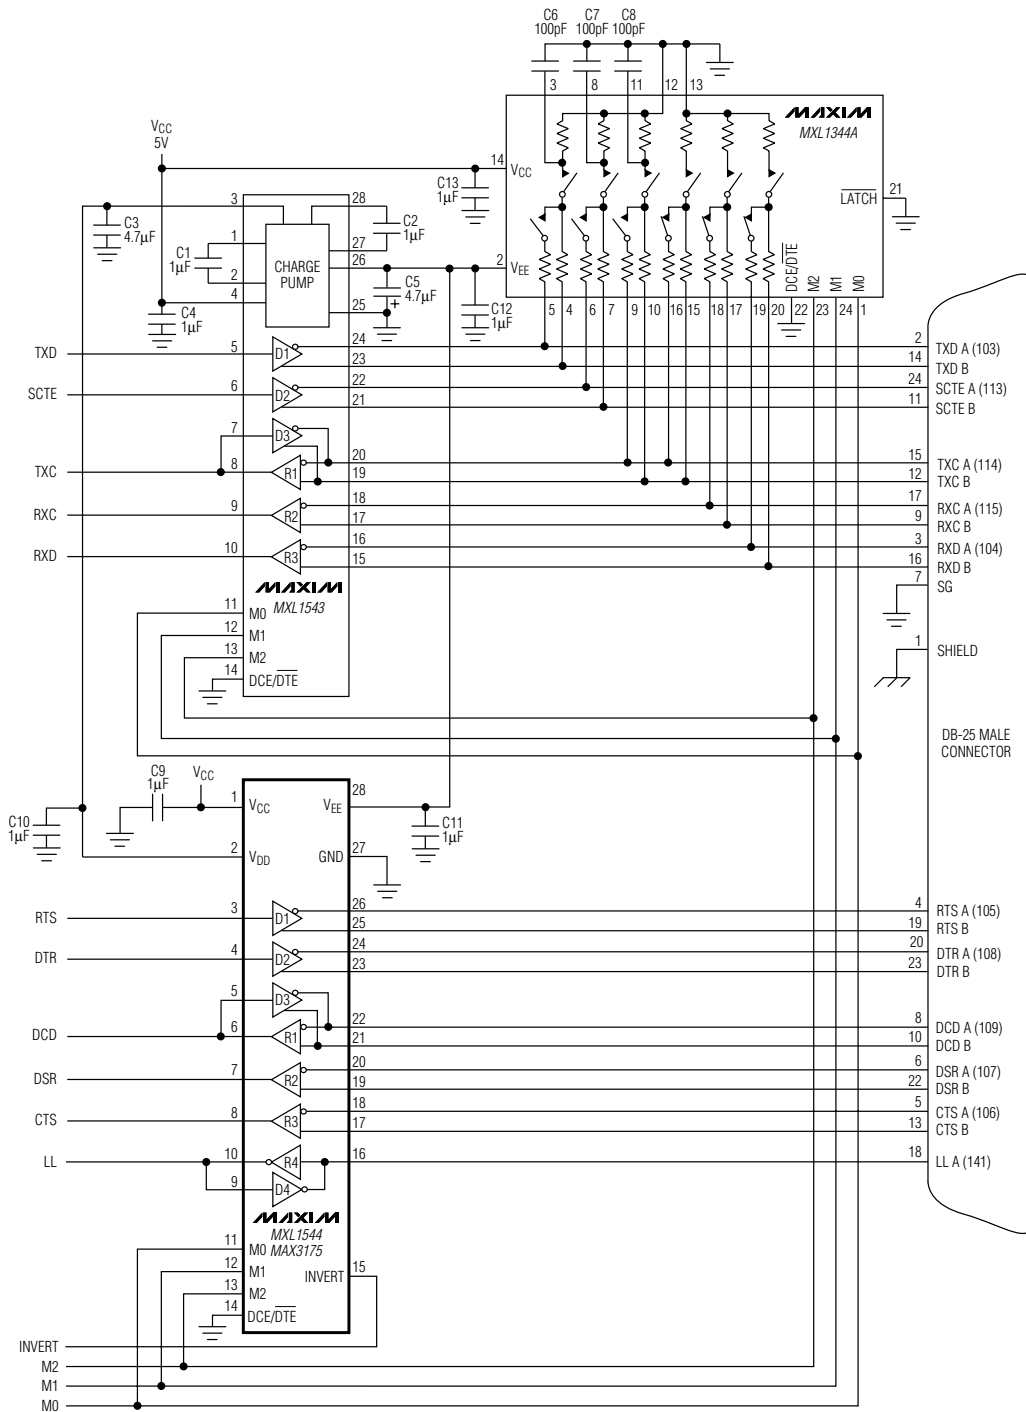 C6
100pF
C7
100pF
C8
100pF
3
8
11
12
13
MAXIM
MXL1344A
VCC
5V
14
VCC
C13
1µF
21
LATCH
3
C3
4.7µF
28
C2
1µF
1
C1
1µF
27
CHARGE
PUMP
26
2
VEE
2
4
C4
1µF
C5
4.7µF
+
25
C12
1µF
DCE/DTE
M2
M1
M0
5
4
6
7
9
10
16
15
18
17
19
20
22
23
24
1
TXD
5
D1
24
23
2
TXD A (103)
14
TXD B
SCTE
6
D2
22
21
24
SCTE A (113)
11
SCTE B
7
D3
TXC
8
R1
20
19
15
TXC A (114)
12
TXC B
RXC
9
R2
18
17
17
RXC A (115)
9
RXC B
RXD
10
R3
16
15
3
RXD A (104)
16
RXD B
7
SG
MAXIM
MXL1543
11
M0
12
M1
13
M2
14
DCE/DTE
1
SHIELD
DB-25 MALE
CONNECTOR
C9
1µF
VCC
C10
1µF
1
VCC
VEE
28
C11
1µF
2
VDD
GND
27
RTS
3
D1
26
25
4
RTS A (105)
19
RTS B
DTR
4
D2
24
23
20
DTR A (108)
23
DTR B
5
D3
DCD
6
R1
22
21
8
DCD A (109)
10
DCD B
DSR
7
R2
20
19
6
DSR A (107)
22
DSR B
CTS
8
R3
18
17
5
CTS A (106)
13
CTS B
LL
10
R4
16
18
LL A (141)
9
D4
MAXIM
MXL1544
MAX3175
11
M0
12
M1
13
M2
14
DCE/DTE
INVERT
15
INVERT
M2
M1
M0